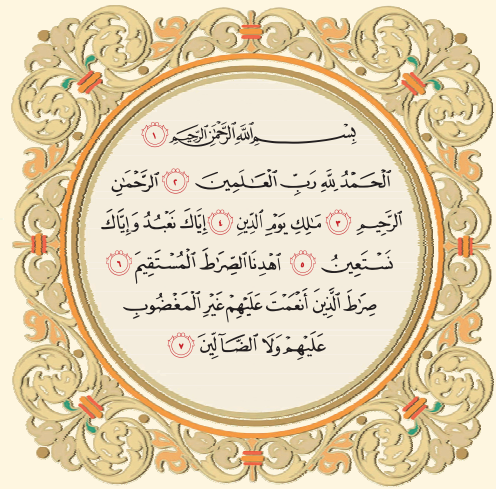 بِسْمِ ٱللَّهِ ٱلرَّحْمَٰنِ ٱلرَّحِيمِ ١
ٱلْحَمْدُ لِلَّهِ رَبِّ ٱلْعَٰلَمِينَ ٢ ٱلرَّحْمَٰنِ
ٱلرَّحِيمِ ٣ مَٰلِكِ يَوْمِ ٱلدِّينِ ٤ إِيَّاكَ نَعْبُدُ وَإِيَّاكَ
نَسْتَعِينُ ٥ ٱهْدِنَا ٱلصِّرَٰطَ ٱلْمُسْتَقِيمَ ٦
صِرَٰطَ ٱلَّذِينَ أَنْعَمْتَ عَلَيْهِمْ غَيْرِ ٱلْمَغْضُوبِ
عَلَيْهِمْ وَلَا ٱلضَّآلِّينَ ٧